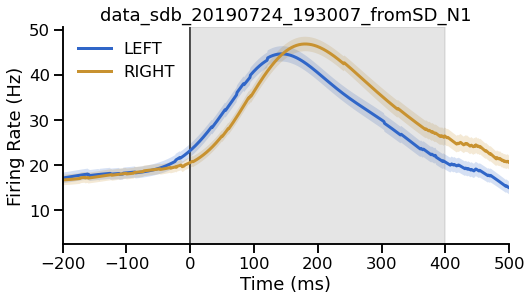 data_sdb_20190724_193007_fromSD_N1
LEFT
RIGHT
Firing Rate (Hz)
50
40
30
20
10
−200 −100 0 100 200 300 400 500
Time (ms)